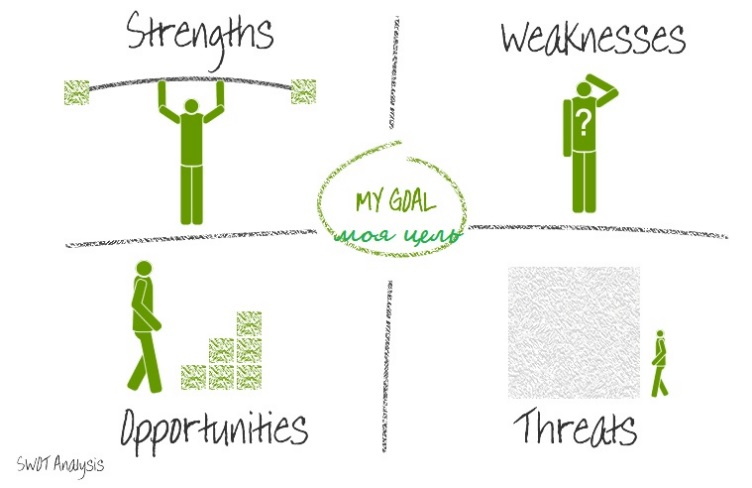 Strengths
Weaknesses
?
MY GOAL
моя цель
Opportunities
Threats
SWOT Analysis